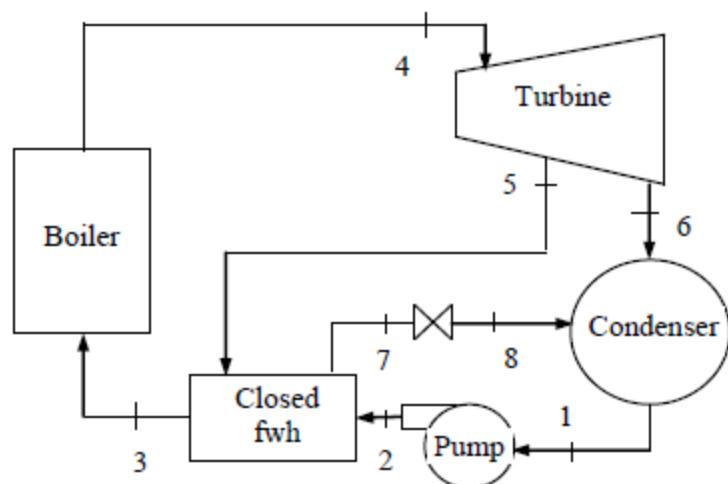 4
Turbine
5
6
Boiler
7
8
Condenser
Closed
fwh
3
2
Pump
1